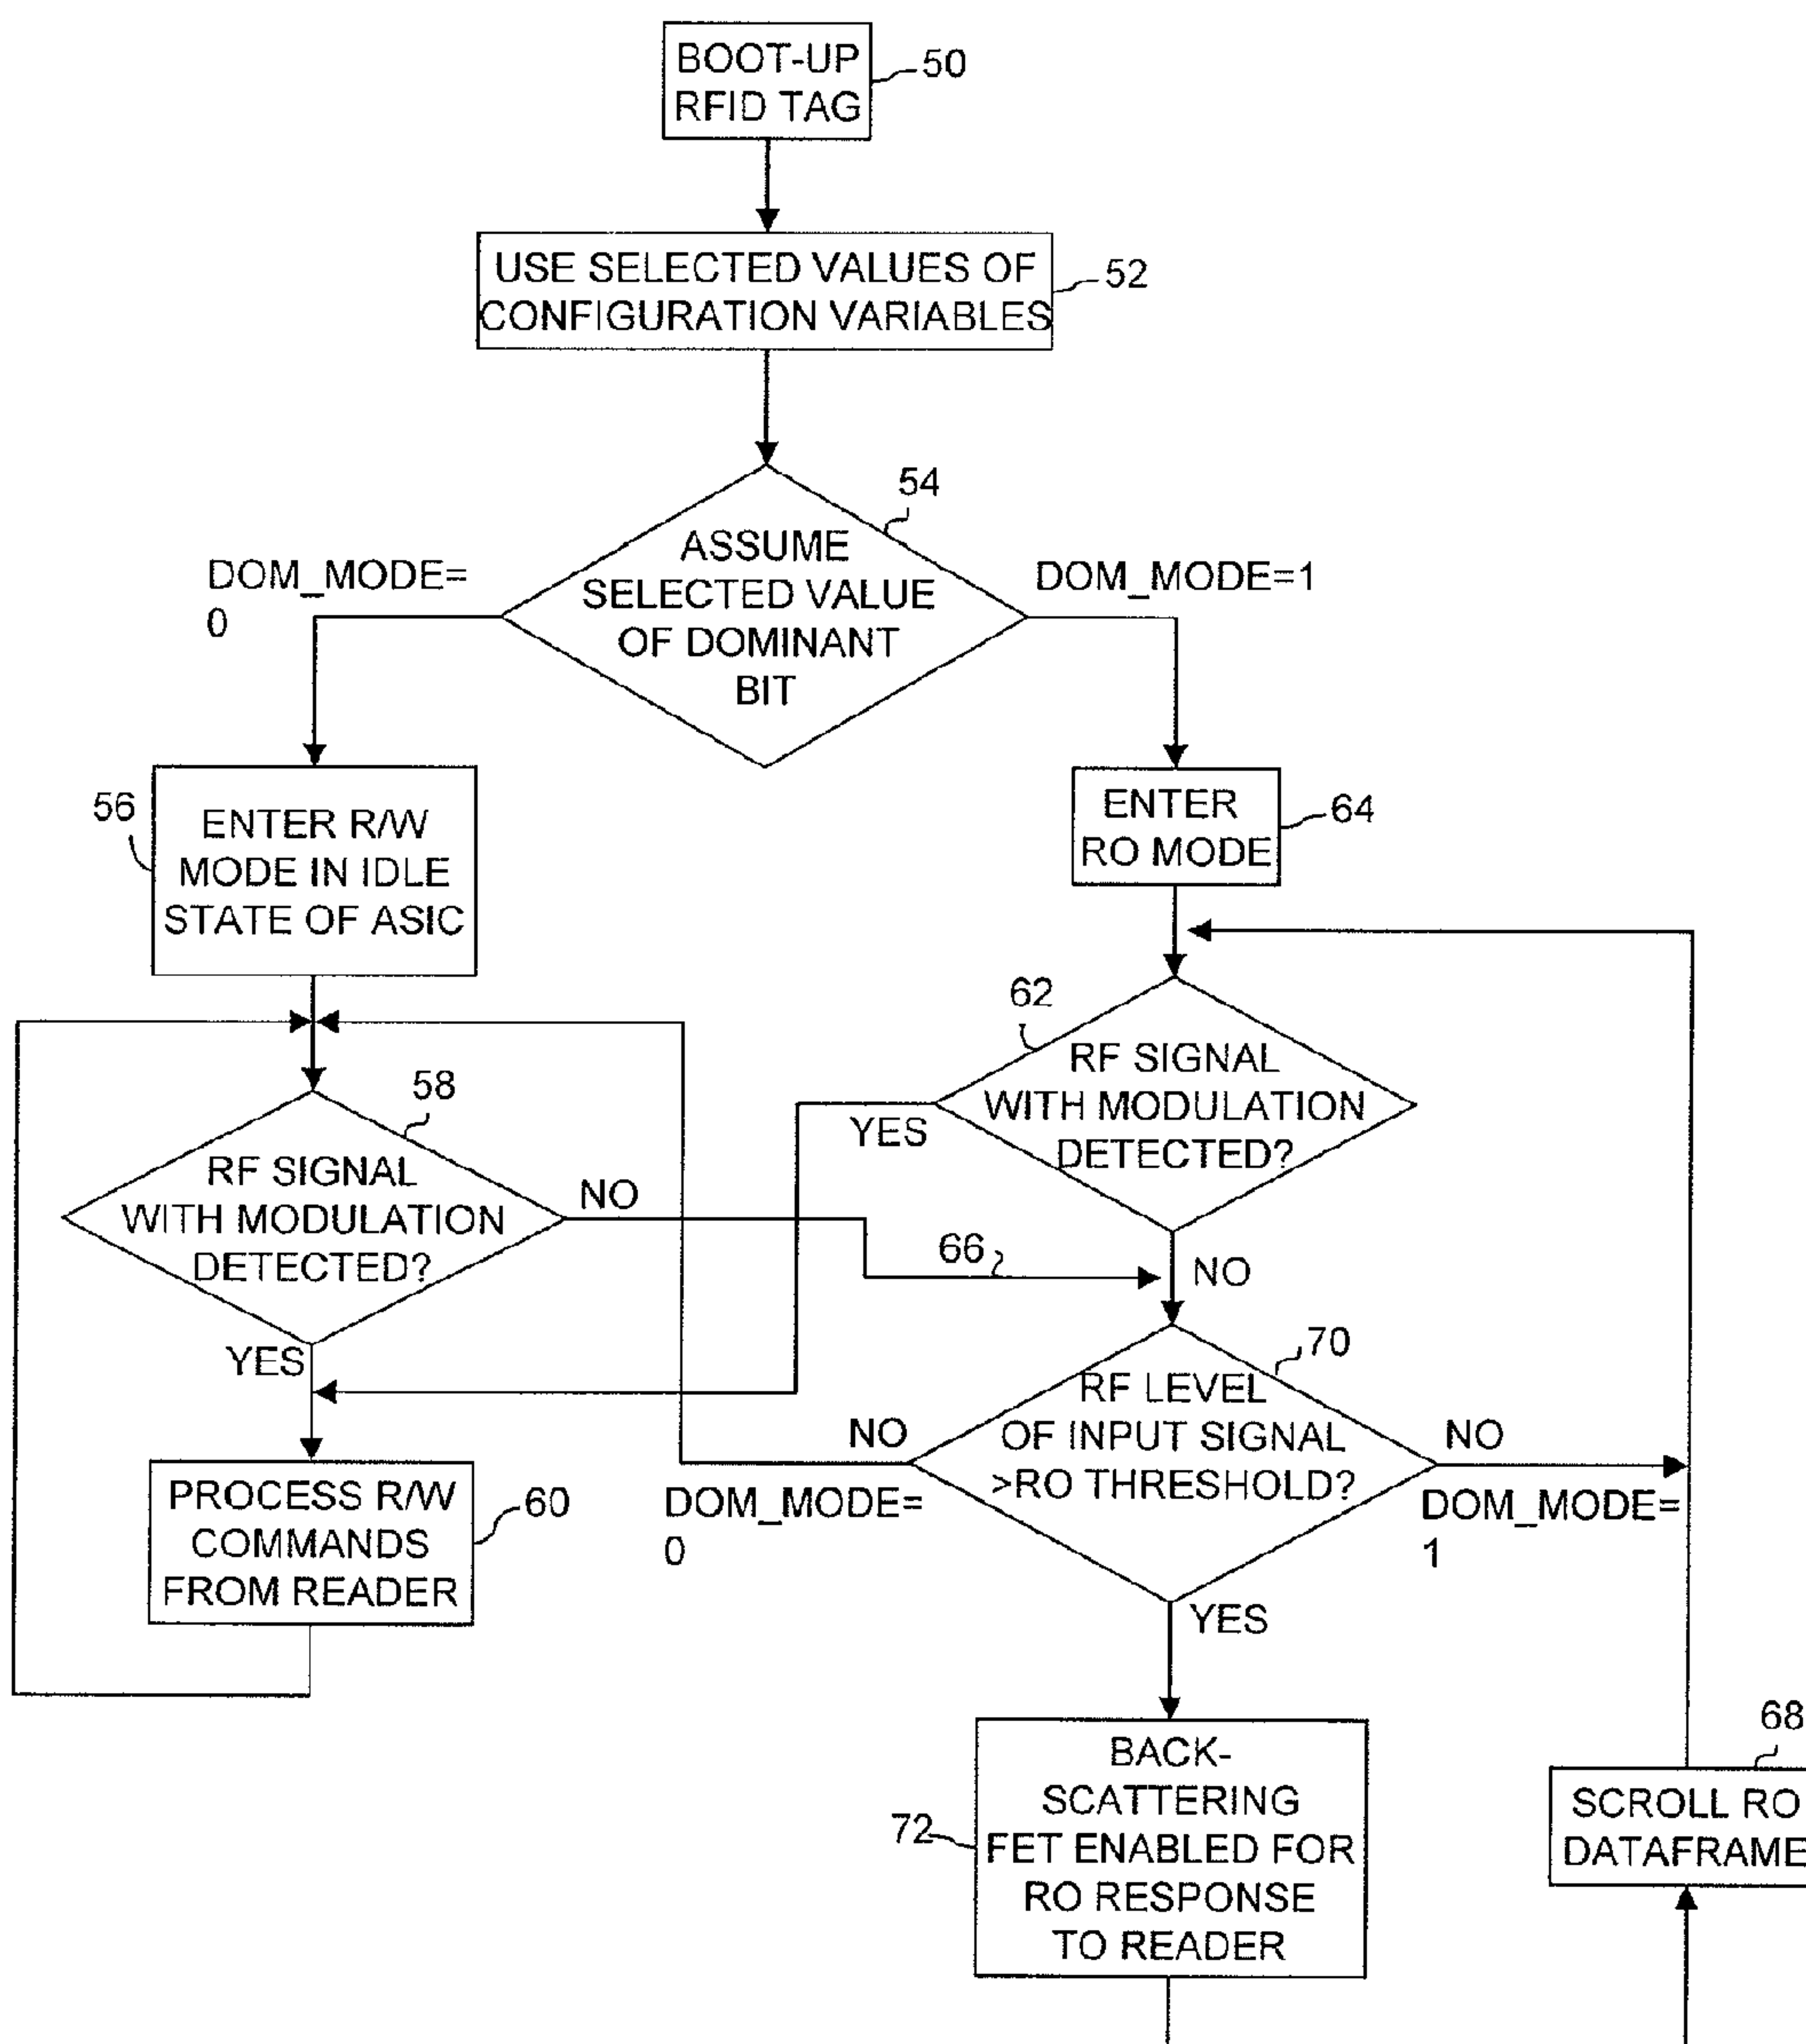 BOOT-UP
RFID TAG
50
USE SELECTED VALUES OF
CONFIGURATION VARIABLES
52
54
ASSUME
SELECTED VALUE
OF DOMINANT
BIT
DOM_MODE=
0
DOM_MODE=1
56
ENTER R/W
MODE IN IDLE
STATE OF ASIC
ENTER
RO MODE
64
62
RF SIGNAL
WITH MODULATION
DETECTED?
YES
NO
58
RF SIGNAL
WITH MODULATION
DETECTED?
NO
66
YES
70
RF LEVEL
OF INPUT SIGNAL
>RO THRESHOLD?
NO
DOM_MODE=
0
NO
DOM_MODE=
1
YES
PROCESS R/W
COMMANDS
FROM READER
60
72
BACK-
SCATTERING
FET ENABLED FOR
RO RESPONSE
TO READER
68
SCROLL RO
DATAFRAME